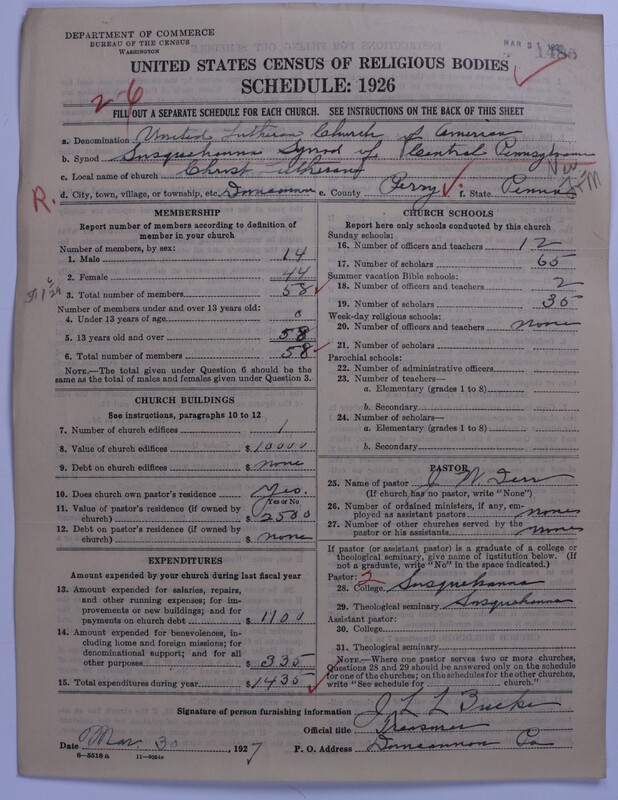 DEPARTMENT OF COMMERCE
BUREAU OF THE CENSUS
WASHINGTON
MAR 31
UNITED STATES CENSUS OF RELIGIOUS BODIES
SCHEDULE: 1926
2-6
FILL OUT A SEPARATE SCHEDULE FOR EACH CHURCH. SEE INSTRUCTIONS ON THE BACK OF THIS SHEET
a. Denomination United Lutheran Church of America
b. Synod Susquehanna Synod of Central Pennsylvania
c. Local name of church Christ Lutheran
R.
d. City, town, village, or township, etc. Duncannon e. County Perry f. State Penna
MEMBERSHIP
Report number of members according to definition of member in your church
Number of members, by sex:
1. Male 14
2. Female 44
3. Total number of members 58
Number of members under and over 13 years old:
4. Under 13 years of age 0
5. 13 years old and over 58
6. Total number of members 58
NOTE.—The total given under Question 6 should be the same as the total of males and females given under Question 3.
CHURCH BUILDINGS
See instructions, paragraphs 10 to 12
7. Number of church edifices 1
8. Value of church edifices $ 10000
9. Debt on church edifices $ none
10. Does church own pastor's residence Yes.
Yes or No
11. Value of pastor's residence (if owned by church) $ 2500
12. Debt on pastor's residence (if owned by church) $ none
EXPENDITURES
Amount expended by your church during last fiscal year
13. Amount expended for salaries, repairs, and other running expenses; for improvements or new buildings; and for payments on church debt $ 1100
14. Amount expended for benevolences, including home and foreign missions; for denominational support; and for all other purposes $ 335
15. Total expenditures during year $ 1435
CHURCH SCHOOLS
Report here only schools conducted by this church
Sunday schools:
16. Number of officers and teachers 12
17. Number of scholars 65
Summer vacation Bible schools:
18. Number of officers and teachers 2
19. Number of scholars 35
Week-day religious schools:
20. Number of officers and teachers none
21. Number of scholars
Parochial schools:
22. Number of administrative officers
23. Number of teachers—
a. Elementary (grades 1 to 8)
b. Secondary
24. Number of scholars—
a. Elementary (grades 1 to 8)
b. Secondary
PASTOR
25. Name of pastor
(If church has no pastor, write "None")
26. Number of ordained ministers, if any, employed as assistant pastors none
27. Number of other churches served by the pastor or his assistants none
If pastor (or assistant pastor) is a graduate of a college or theological seminary, give name of institution below. (If not a graduate, write "No" in the space indicated.)
Pastor: 2
28. College Susquehanna
29. Theological seminary Susquehanna
Assistant pastor:
30. College
31. Theological seminary
NOTE.—Where one pastor serves two or more churches, Questions 28 and 29 should be answered only on the schedule for one of the churches; on the schedules for the other churches, write "See schedule for ........ church."
Signature of person furnishing information J L L Bucke
Official title Treasurer
Date Mar 30, 1927 P. O. Address Duncannon Pa
8-5518a 11-9024